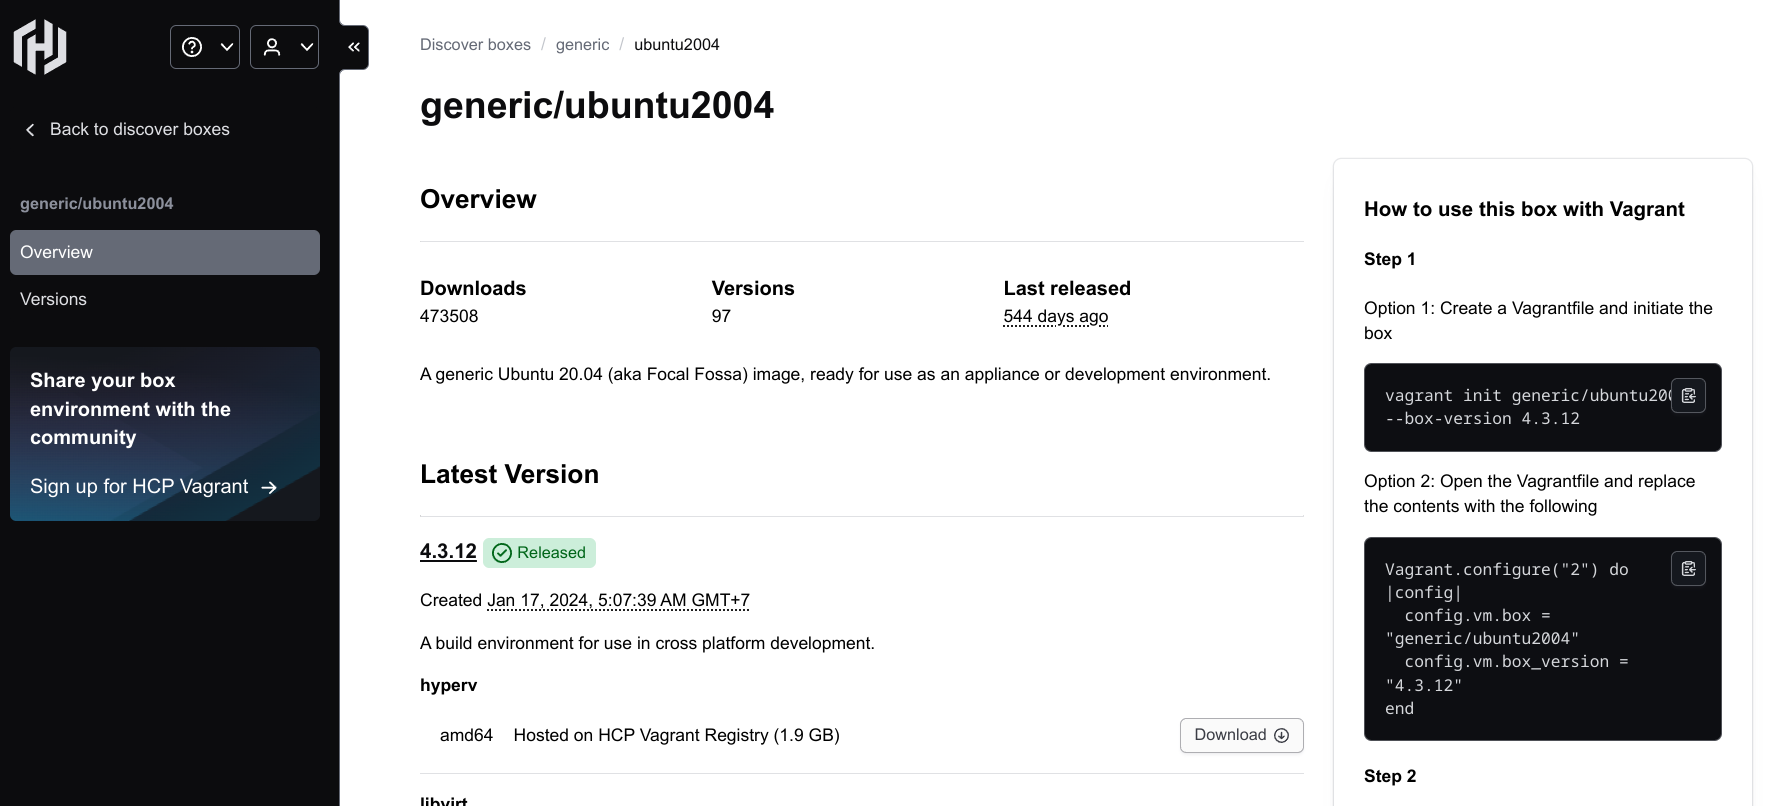 Back to discover boxes
generic/ubuntu2004
Overview
Versions
Share your box
environment with the
community
Sign up for HCP Vagrant →
Discover boxes / generic / ubuntu2004
generic/ubuntu2004
Overview
Downloads
473508
Versions
97
Last released
544 days ago
A generic Ubuntu 20.04 (aka Focal Fossa) image, ready for use as an appliance or development environment.
Latest Version
4.3.12 Released
Created Jan 17, 2024, 5:07:39 AM GMT+7
A build environment for use in cross platform development.
hyperv
amd64 Hosted on HCP Vagrant Registry (1.9 GB) Download
libvirt
How to use this box with Vagrant
Step 1
Option 1: Create a Vagrantfile and initiate the
box
vagrant init generic/ubuntu200
--box-version 4.3.12
Option 2: Open the Vagrantfile and replace
the contents with the following
Vagrant.configure("2") do
|config|
  config.vm.box =
"generic/ubuntu2004"
  config.vm.box_version =
"4.3.12"
end
Step 2